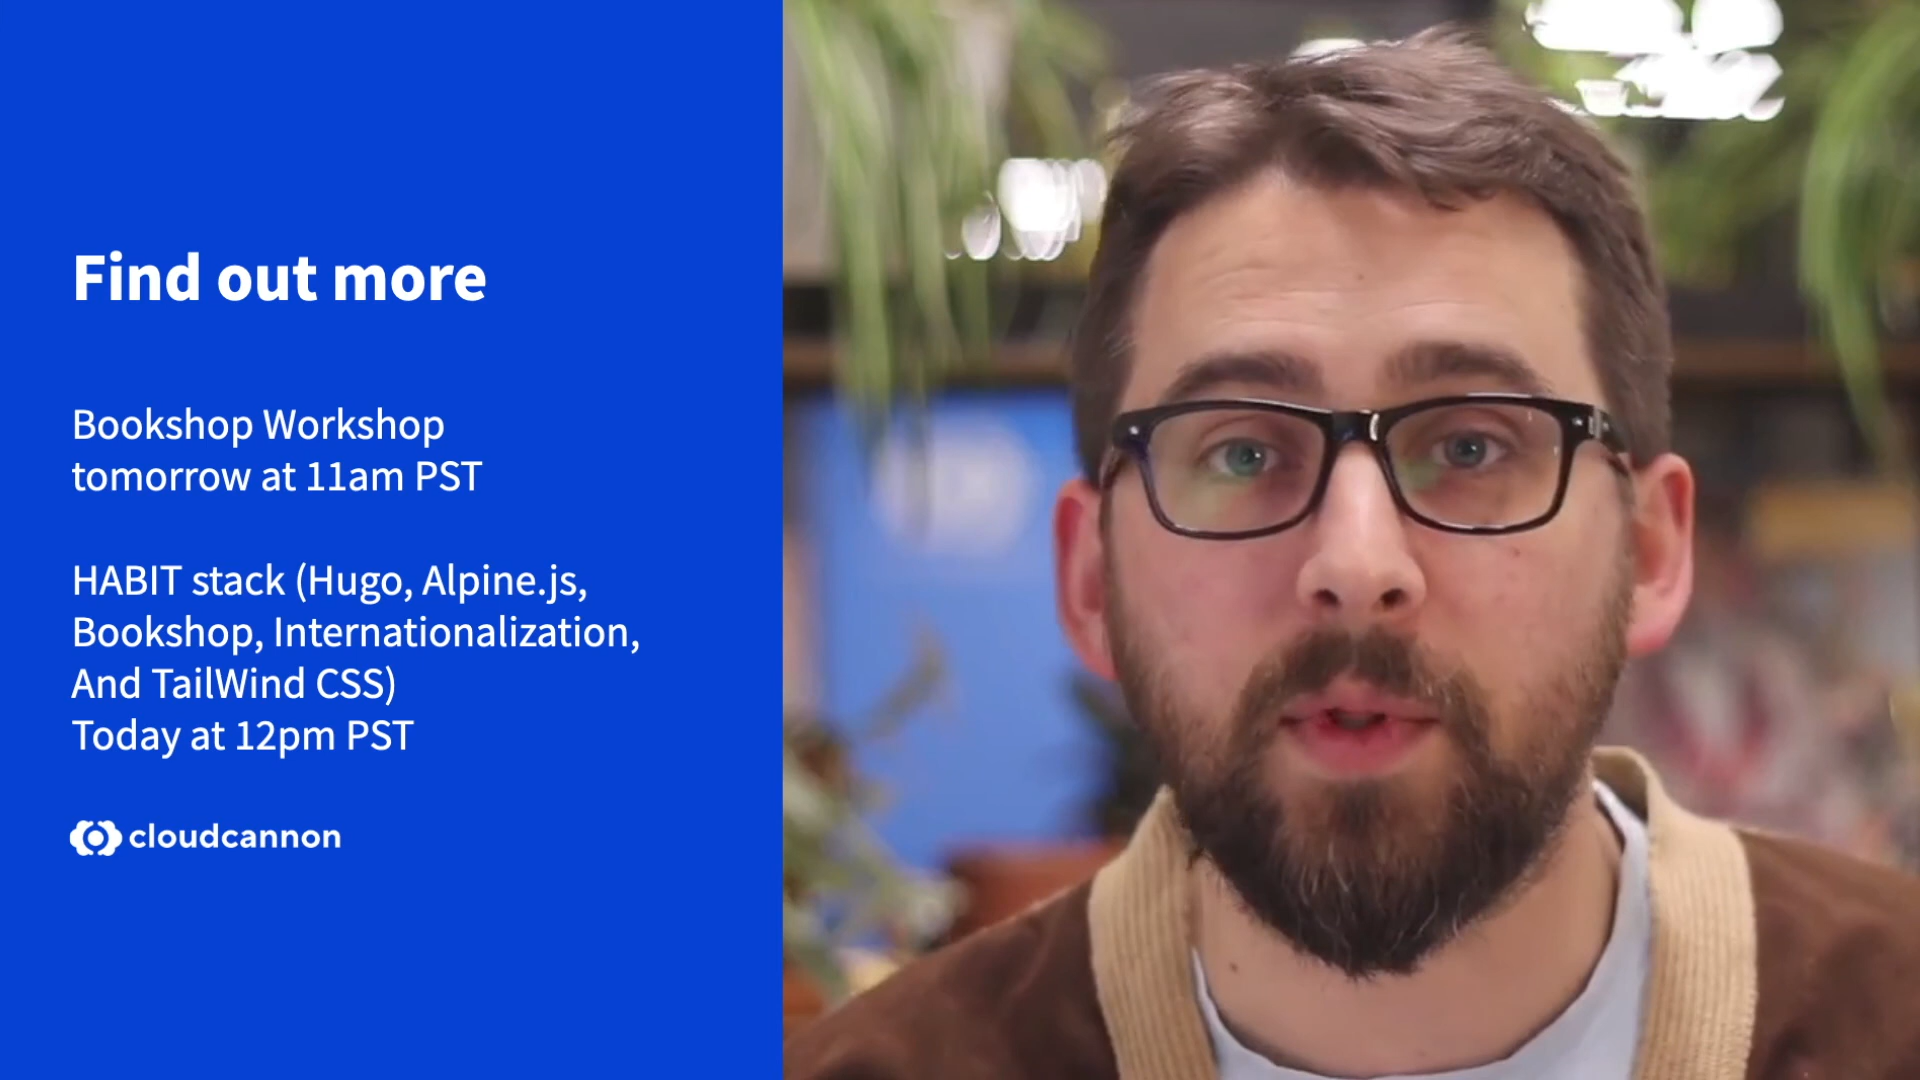 Find out more
Bookshop Workshop
tomorrow at 11am PST
HABIT stack (Hugo, Alpine.js,
Bookshop, Internationalization,
And TailWind CSS)
Today at 12pm PST
cloudcannon